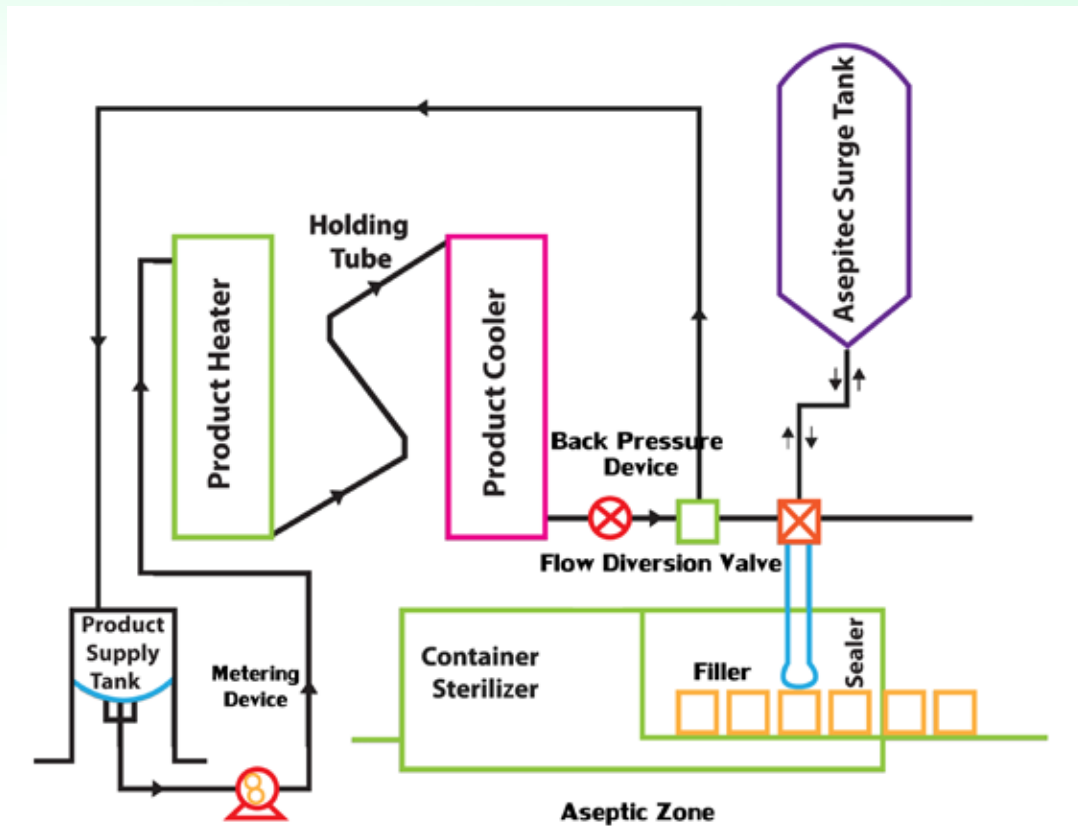 Asepitec Surge Tank
Holding
Tube
Product Heater
Product Cooler
Back Pressure
Device
Flow Diversion Valve
Product
Supply
Tank
Metering
Device
Container
Sterilizer
Filler
Sealer
Aseptic Zone